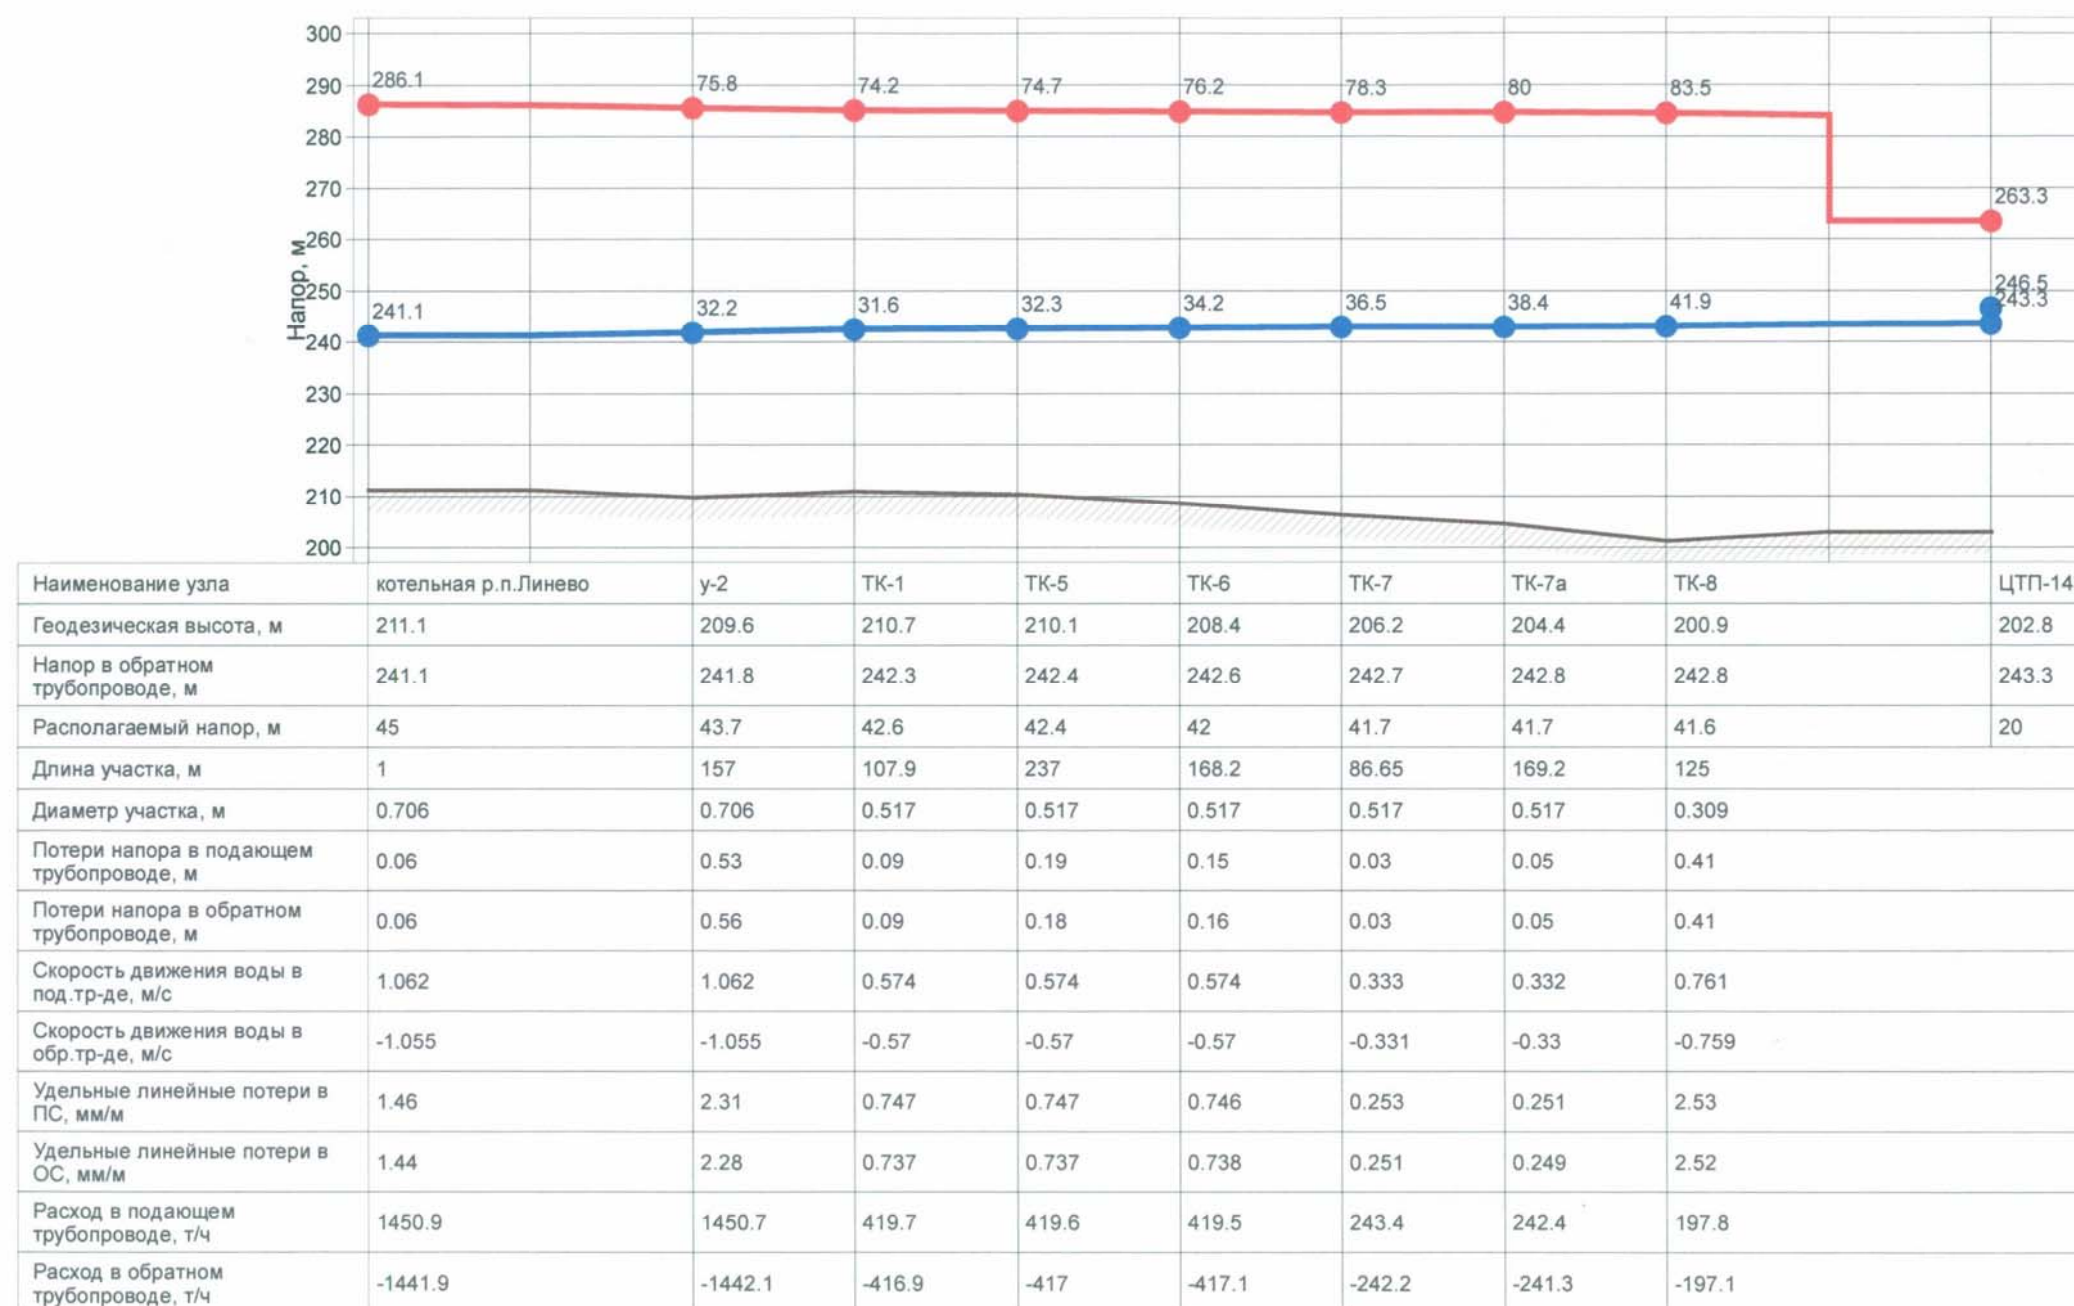 300
290
280
270
260
250
240
230
220
210
200
Напор, м
286.1
75.8
74.2
74.7
76.2
78.3
80
83.5
263.3
241.1
32.2
31.6
32.3
34.2
36.5
38.4
41.9
246.5
243.3
Наименование узла котельная р.п.Линево у-2 ТК-1 ТК-5 ТК-6 ТК-7 ТК-7а ТК-8 ЦТП-14
Геодезическая высота, м 211.1 209.6 210.7 210.1 208.4 206.2 204.4 200.9 202.8
Напор в обратном
трубопроводе, м 241.1 241.8 242.3 242.4 242.6 242.7 242.8 242.8 243.3
Располагаемый напор, м 45 43.7 42.6 42.4 42 41.7 41.7 41.6 20
Длина участка, м 1 157 107.9 237 168.2 86.65 169.2 125
Диаметр участка, м 0.706 0.706 0.517 0.517 0.517 0.517 0.517 0.309
Потери напора в подающем
трубопроводе, м 0.06 0.53 0.09 0.19 0.15 0.03 0.05 0.41
Потери напора в обратном
трубопроводе, м 0.06 0.56 0.09 0.18 0.16 0.03 0.05 0.41
Скорость движения воды в
под.тр-де, м/с 1.062 1.062 0.574 0.574 0.574 0.333 0.332 0.761
Скорость движения воды в
обр.тр-де, м/с -1.055 -1.055 -0.57 -0.57 -0.57 -0.331 -0.33 -0.759
Удельные линейные потери в
ПС, мм/м 1.46 2.31 0.747 0.747 0.746 0.253 0.251 2.53
Удельные линейные потери в
ОС, мм/м 1.44 2.28 0.737 0.737 0.738 0.251 0.249 2.52
Расход в подающем
трубопроводе, т/ч 1450.9 1450.7 419.7 419.6 419.5 243.4 242.4 197.8
Расход в обратном
трубопроводе, т/ч -1441.9 -1442.1 -416.9 -417 -417.1 -242.2 -241.3 -197.1